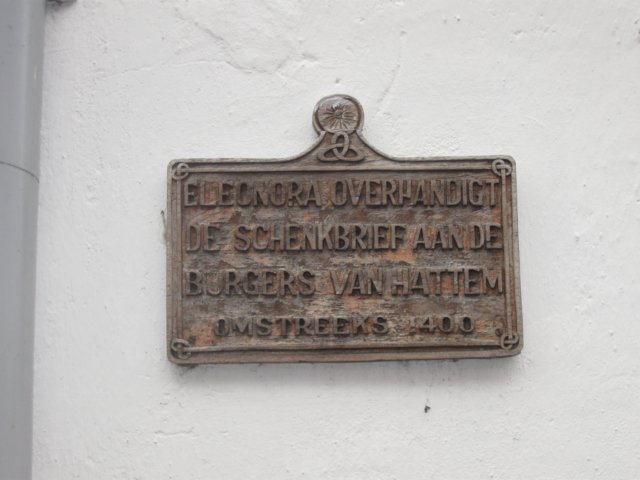 ELEONORA OVERHANDIGT
DE SCHENKBRIEF AAN DE
BURGERS VAN HATTEM
OMSTREEKS 1400